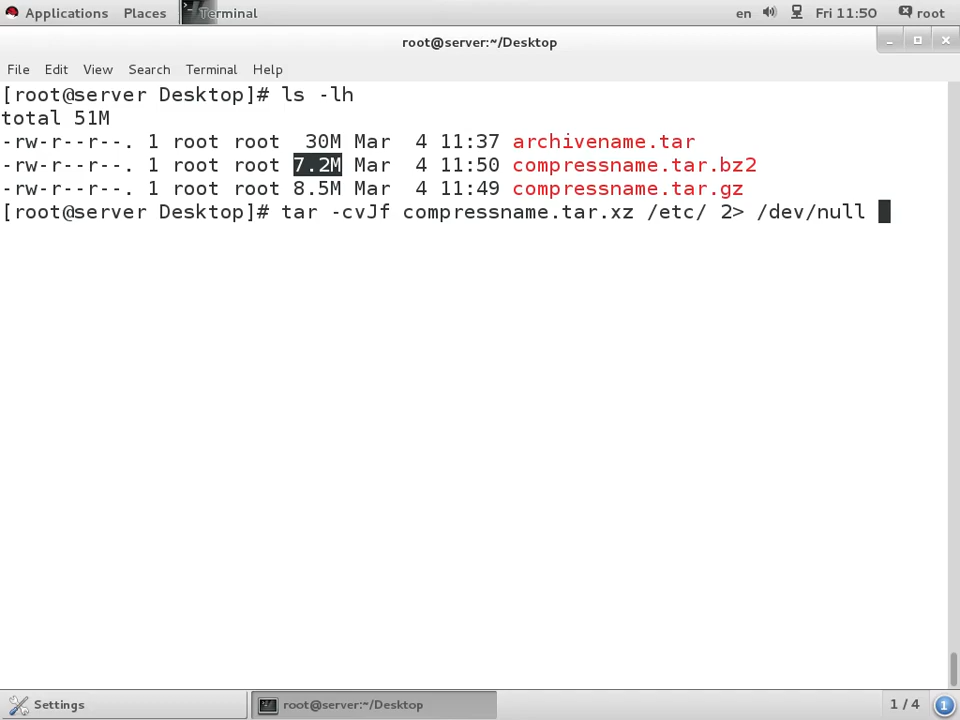 Applications Places Terminal en Fri 11:50 root
root@server:~/Desktop
File Edit View Search Terminal Help
[root@server Desktop]# ls -lh
total 51M
-rw-r--r--. 1 root root  30M Mar  4 11:37 archivename.tar
-rw-r--r--. 1 root root 7.2M Mar  4 11:50 compressname.tar.bz2
-rw-r--r--. 1 root root 8.5M Mar  4 11:49 compressname.tar.gz
[root@server Desktop]# tar -cvJf compressname.tar.xz /etc/ 2> /dev/null
Settings root@server:~/Desktop 1 / 4 1